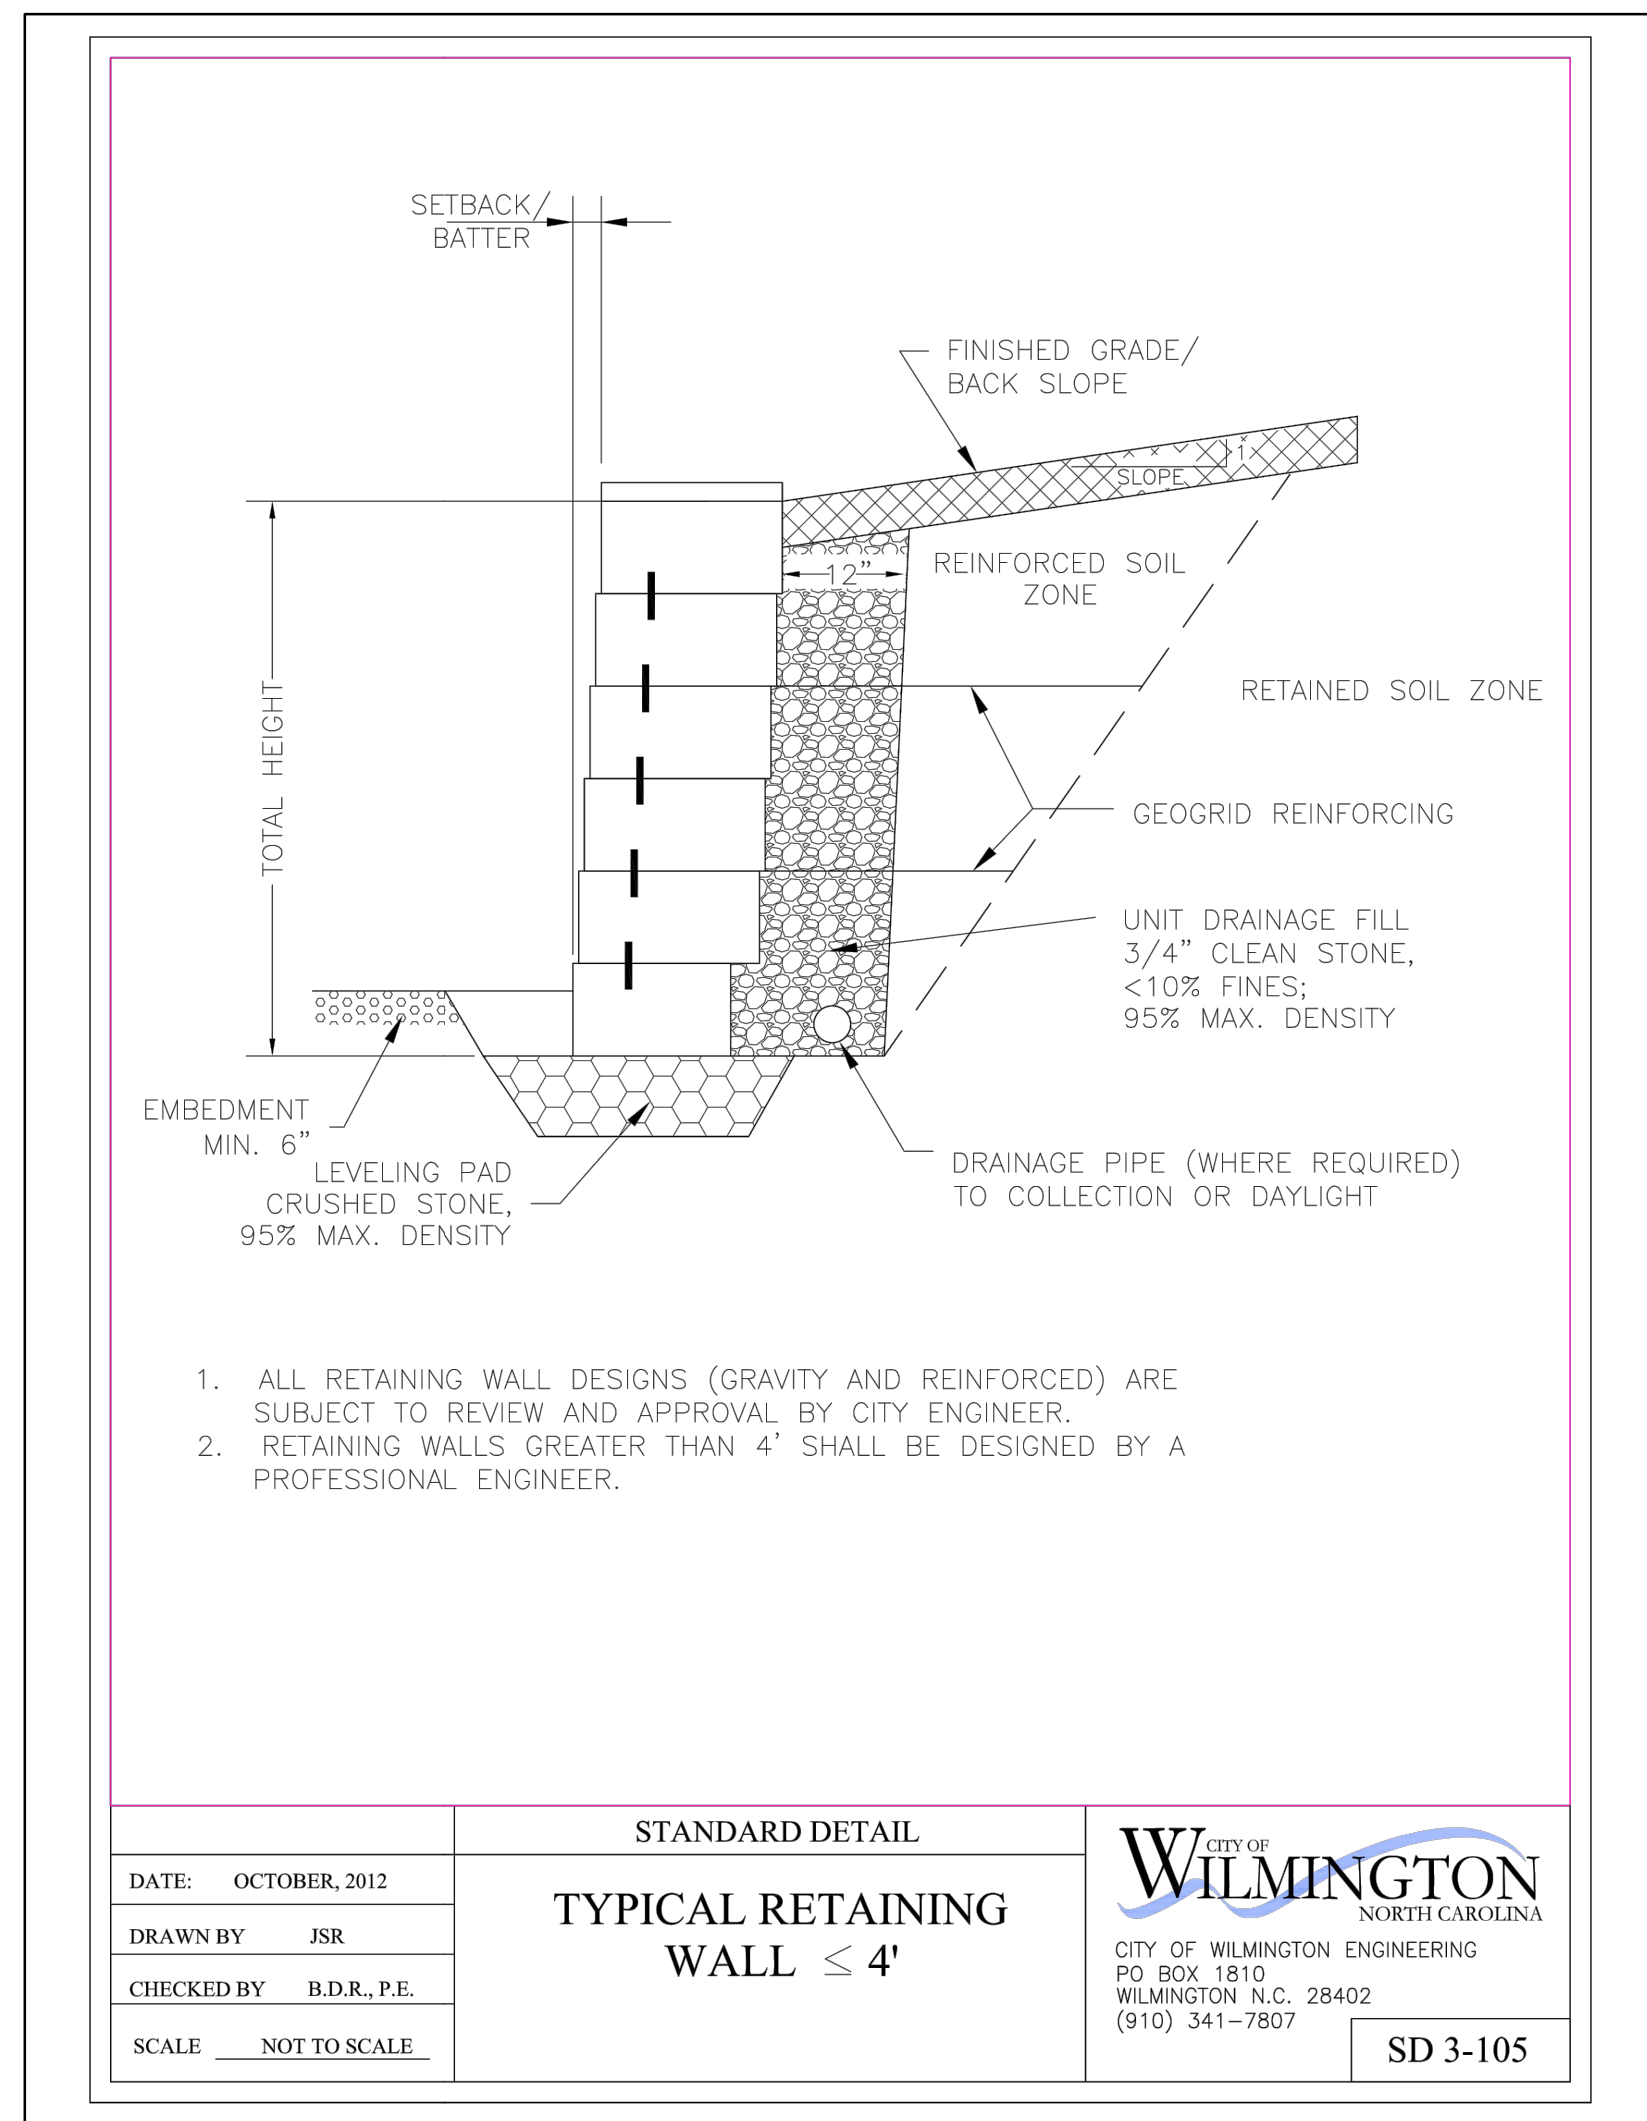 SETBACK/
BATTER
FINISHED GRADE/
BACK SLOPE
1
SLOPE
12"
REINFORCED SOIL
ZONE
TOTAL HEIGHT
RETAINED SOIL ZONE
GEOGRID REINFORCING
UNIT DRAINAGE FILL
3/4" CLEAN STONE,
<10% FINES;
95% MAX. DENSITY
EMBEDMENT
MIN. 6"
LEVELING PAD
CRUSHED STONE,
95% MAX. DENSITY
DRAINAGE PIPE (WHERE REQUIRED)
TO COLLECTION OR DAYLIGHT
1. ALL RETAINING WALL DESIGNS (GRAVITY AND REINFORCED) ARE
SUBJECT TO REVIEW AND APPROVAL BY CITY ENGINEER.
2. RETAINING WALLS GREATER THAN 4' SHALL BE DESIGNED BY A
PROFESSIONAL ENGINEER.
DATE: OCTOBER, 2012
DRAWN BY JSR
CHECKED BY B.D.R., P.E.
SCALE NOT TO SCALE
STANDARD DETAIL
TYPICAL RETAINING
WALL ≤ 4'
CITY OF
WILMINGTON
NORTH CAROLINA
CITY OF WILMINGTON ENGINEERING
PO BOX 1810
WILMINGTON N.C. 28402
(910) 341-7807
SD 3-105